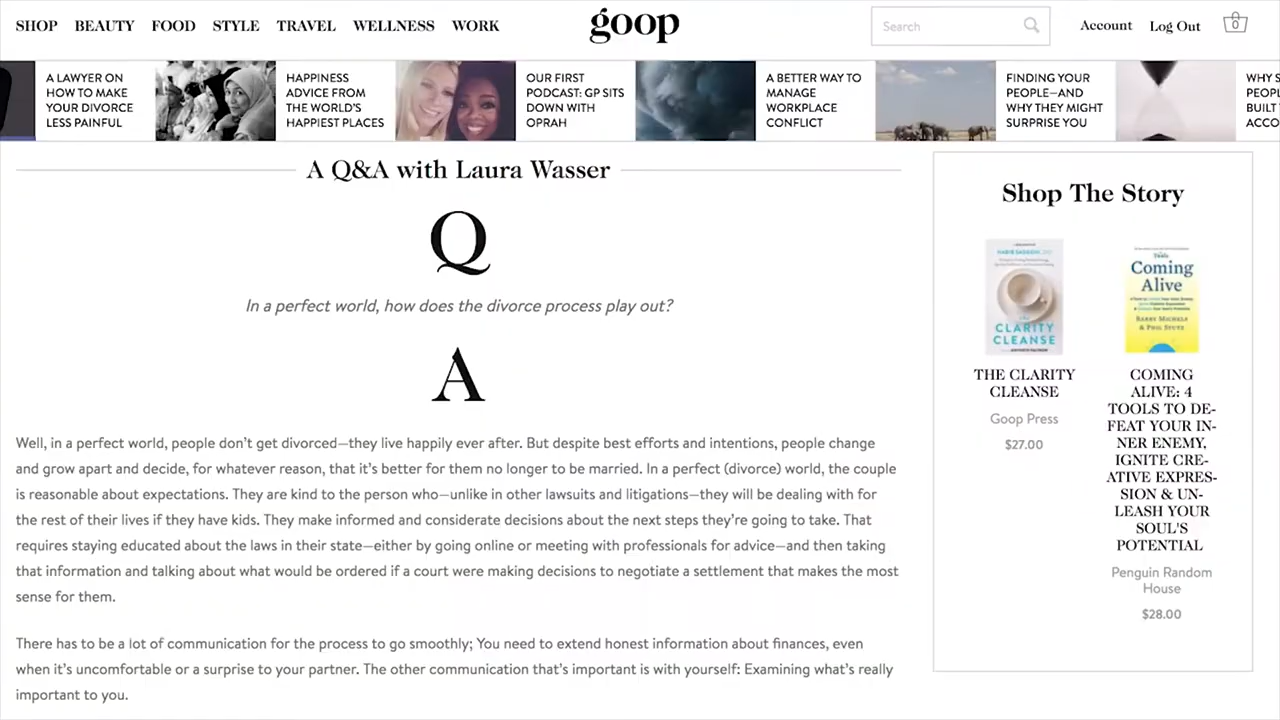 SHOP BEAUTY FOOD STYLE TRAVEL WELLNESS WORK
goop
Search
Account Log Out
0
A LAWYER ON
HOW TO MAKE
YOUR DIVORCE
LESS PAINFUL
HAPPINESS
ADVICE FROM
THE WORLD'S
HAPPIEST PLACES
OUR FIRST
PODCAST: GP SITS
DOWN WITH
OPRAH
A BETTER WAY TO
MANAGE
WORKPLACE
CONFLICT
FINDING YOUR
PEOPLE—AND
WHY THEY MIGHT
SURPRISE YOU
WHY S
PEOPL
BUILT
ACCO
A Q&A with Laura Wasser
Q
In a perfect world, how does the divorce process play out?
A
Well, in a perfect world, people don't get divorced—they live happily ever after. But despite best efforts and intentions, people change
and grow apart and decide, for whatever reason, that it's better for them no longer to be married. In a perfect (divorce) world, the couple
is reasonable about expectations. They are kind to the person who—unlike in other lawsuits and litigations—they will be dealing with for
the rest of their lives if they have kids. They make informed and considerate decisions about the next steps they're going to take. That
requires staying educated about the laws in their state—either by going online or meeting with professionals for advice—and then taking
that information and talking about what would be ordered if a court were making decisions to negotiate a settlement that makes the most
sense for them.
There has to be a lot of communication for the process to go smoothly; You need to extend honest information about finances, even
when it's uncomfortable or a surprise to your partner. The other communication that's important is with yourself: Examining what's really
important to you.
Shop The Story
HABIB SADEGHI
the
CLARITY
CLEANSE
THE CLARITY
CLEANSE
Goop Press
$27.00
Tools
Coming
Alive
BARRY MICHELS
& PHIL STUTZ
COMING
ALIVE: 4
TOOLS TO DE-
FEAT YOUR IN-
NER ENEMY,
IGNITE CRE-
ATIVE EXPRES-
SION & UN-
LEASH YOUR
SOUL'S
POTENTIAL
Penguin Random
House
$28.00